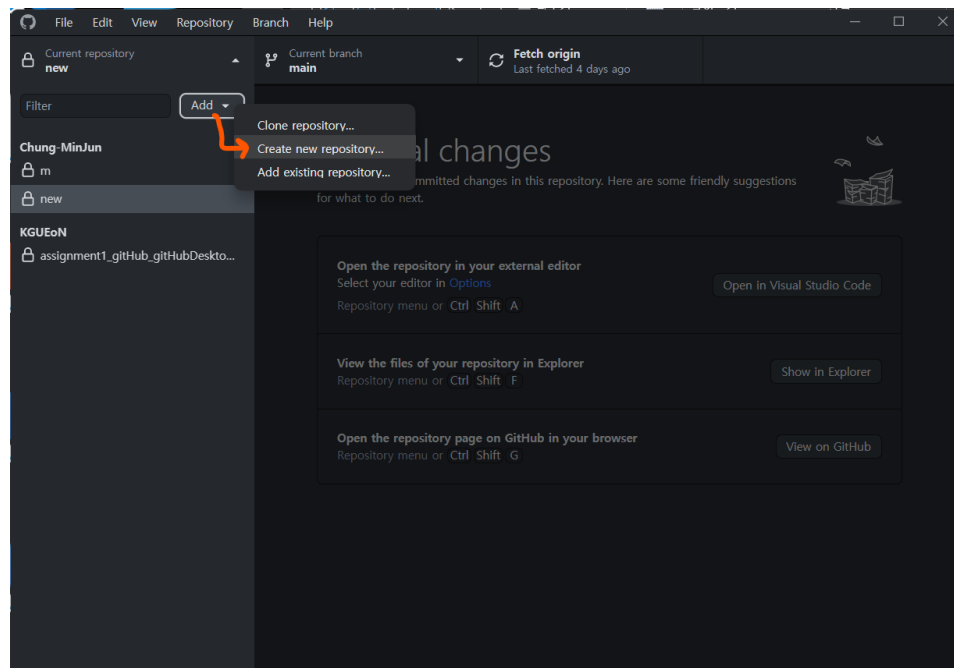 File Edit View Repository Branch Help
Current repository
new
Current branch
main
Fetch origin
Last fetched 4 days ago
Filter
Add
Clone repository...
Create new repository...
Add existing repository...
Chung-MinJun
m
new
KGUEoN
assignment1_gitHub_gitHubDeskto...
al changes
mmitted changes in this repository. Here are some friendly suggestions
for what to do next.
Open the repository in your external editor
Select your editor in Options
Repository menu or Ctrl Shift A
Open in Visual Studio Code
View the files of your repository in Explorer
Repository menu or Ctrl Shift F
Show in Explorer
Open the repository page on GitHub in your browser
Repository menu or Ctrl Shift G
View on GitHub